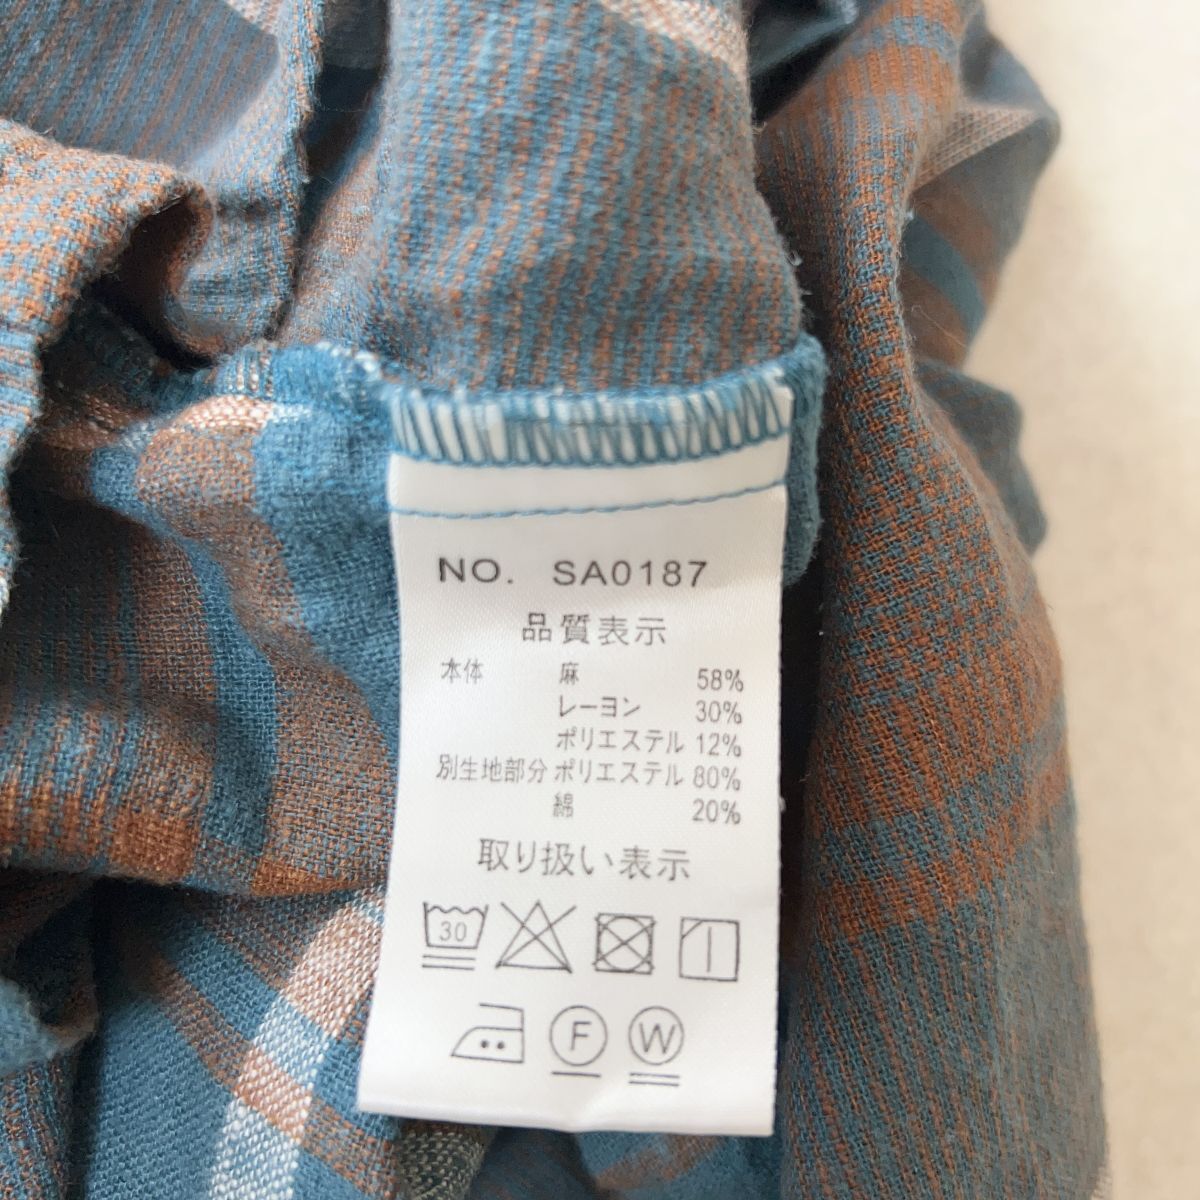 NO. SA0187
品質表示
本体 麻 58%
レーヨン 30%
ポリエステル 12%
別生地部分 ポリエステル 80%
綿 20%
取り扱い表示
30
F W